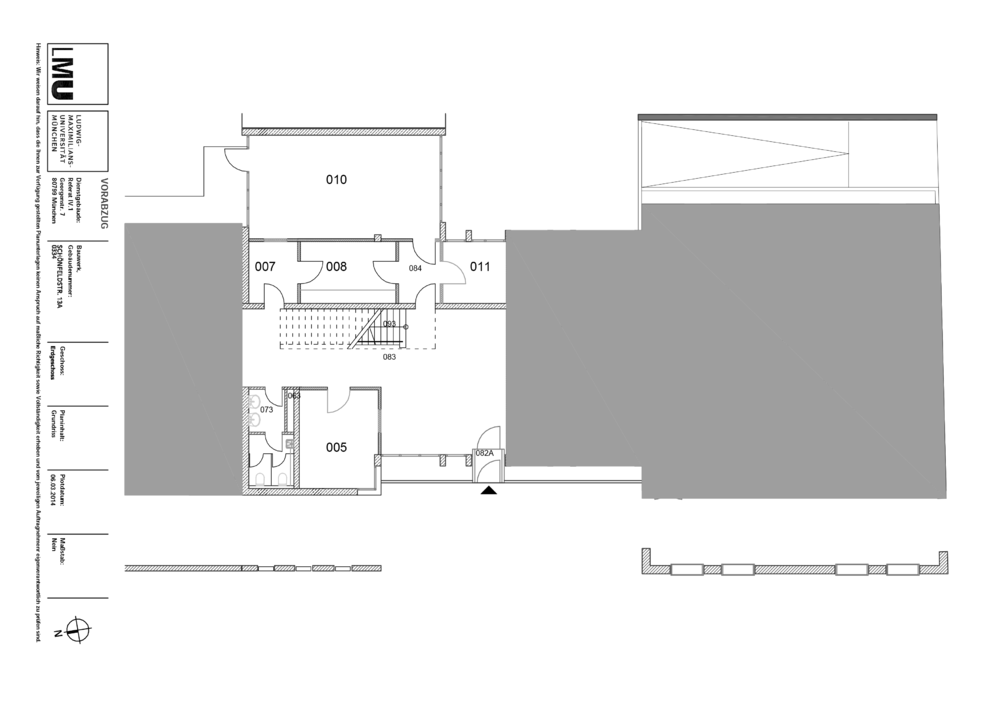 LMU
LUDWIG-
MAXIMILIANS-
UNIVERSITÄT
MÜNCHEN
VORABZUG
Dienstgebäude:
Referat IV.1
Georgenstr. 7
80799 München
Bauwerk,
Gebäudenummer:
SCHÖNFELDSTR. 13A
0334
Geschoss:
Erdgeschoss
Planinhalt:
Grundriss
Plotdatum:
06.03.2014
Maßstab:
Nein
N
Hinweis: Wir weisen darauf hin, dass die Ihnen zur Verfügung gestellten Planunterlagen keinen Anspruch auf maßliche Richtigkeit sowie Vollständigkeit erheben und vom jeweiligen Auftragnehmer eigenverantwortlich zu prüfen sind.
010
007
008
084
011
093
083
063
073
005
082A